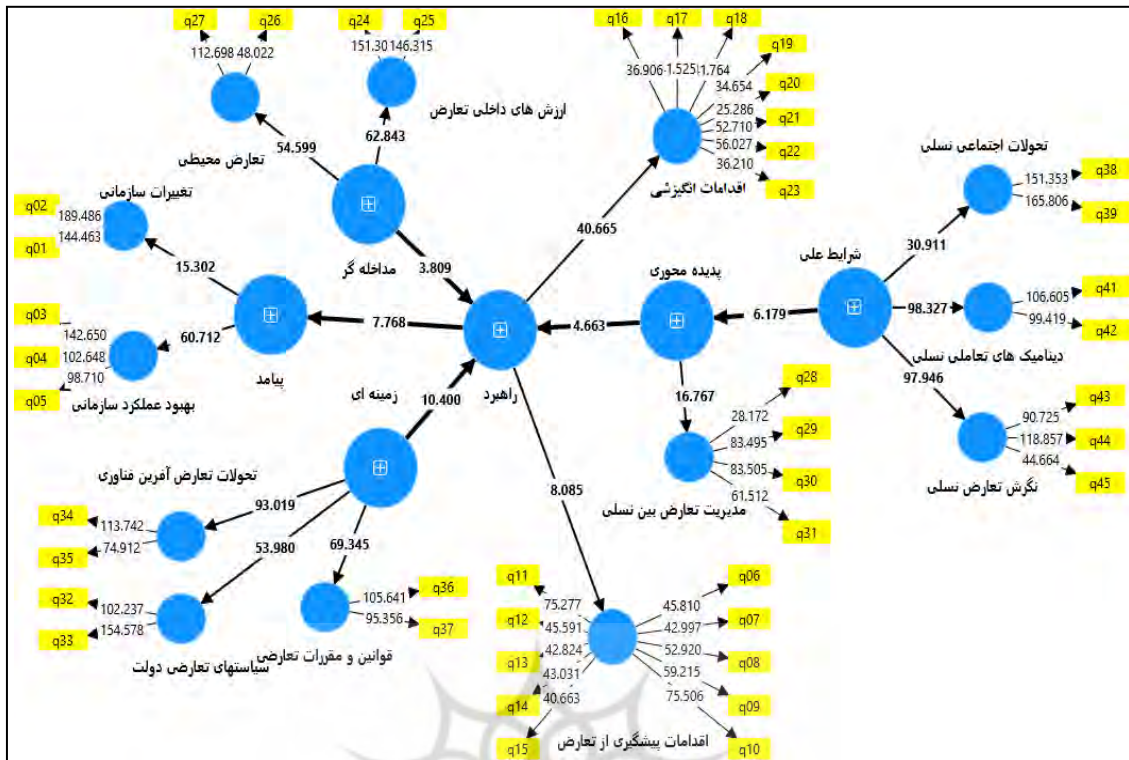 q27
q26
q24
q25
q16
q17
q18
112.698
48.022
151.30
146.315
q19
36.906
1.525
1.764
34.654
q20
25.286
q21
52.710
q22
56.027
36.210
q23
ارزش های داخلی تعارض
62.843
54.599
تعارض محیطی
اقدامات انگیزشی
تحولات اجتماعی نسلی
q38
151.353
165.806
q39
تغییرات سازمانی
q02
189.486
144.463
q01
15.302
مداخله گر
3.809
40.665
پدیده محوری
شرایط علی
30.911
q03
142.650
q04
102.648
98.710
q05
60.712
پیامد
7.768
راهبرد
4.663
6.179
98.327
106.605
q41
99.419
q42
دینامیک های تعاملی نسلی
بهبود عملکرد سازمانی
زمینه ای
10.400
16.767
97.946
q28
28.172
q29
83.495
83.505
q30
61.512
q31
مدیریت تعارض بین نسلی
q43
90.725
118.857
q44
44.664
q45
نگرش تعارض نسلی
تحولات تعارض آفرین فناوری
q34
113.742
q35
74.912
93.019
53.980
69.345
8.085
q32
102.237
q33
154.578
سیاستهای تعارضی دولت
105.641
q36
95.356
q37
قوانین و مقررات تعارضی
q11
75.277
q12
45.591
q13
42.824
43.031
q14
40.663
q15
q06
45.810
q07
42.997
52.920
q08
59.215
q09
75.506
q10
اقدامات پیشگیری از تعارض